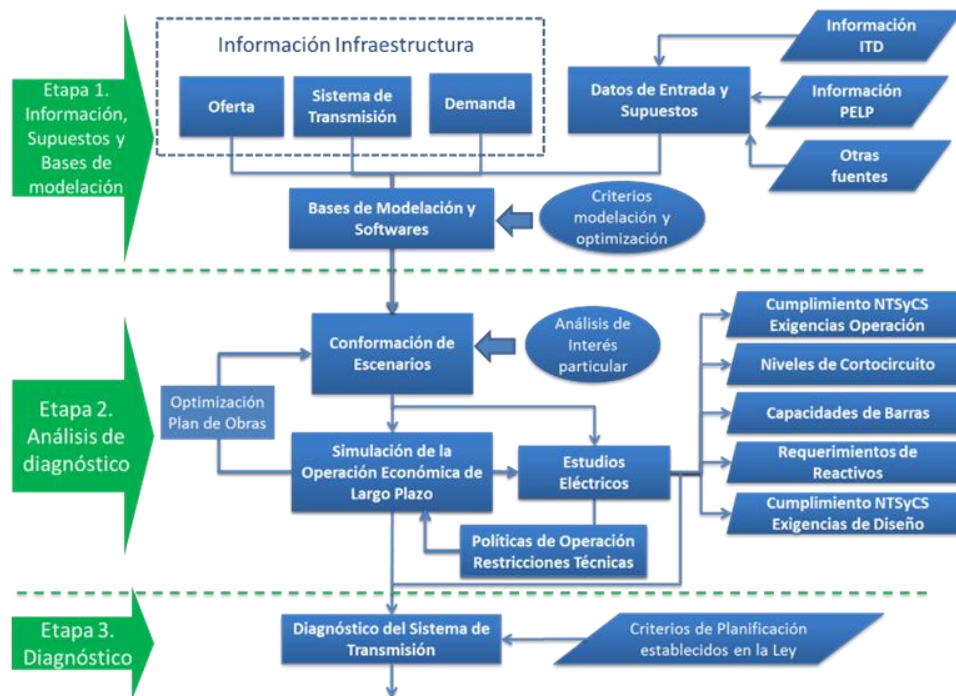 Etapa 1.
Información,
Supuestos y
Bases de
modelación
Información Infraestructura
Oferta
Sistema de
Transmisión
Demanda
Datos de Entrada y
Supuestos
Información
ITD
Información
PELP
Otras
fuentes
Bases de Modelación y
Softwares
Criterios
modelación y
optimización
Etapa 2.
Análisis de
diagnóstico
Conformación de
Escenarios
Análisis de
Interés
particular
Optimización
Plan de Obras
Simulación de la
Operación Económica de
Largo Plazo
Estudios
Eléctricos
Políticas de Operación
Restricciones Técnicas
Cumplimiento NTSyCS
Exigencias Operación
Niveles de Cortocircuito
Capacidades de Barras
Requerimientos de
Reactivos
Cumplimiento NTSyCS
Exigencias de Diseño
Etapa 3.
Diagnóstico
Diagnóstico del Sistema de
Transmisión
Criterios de Planificación
establecidos en la Ley